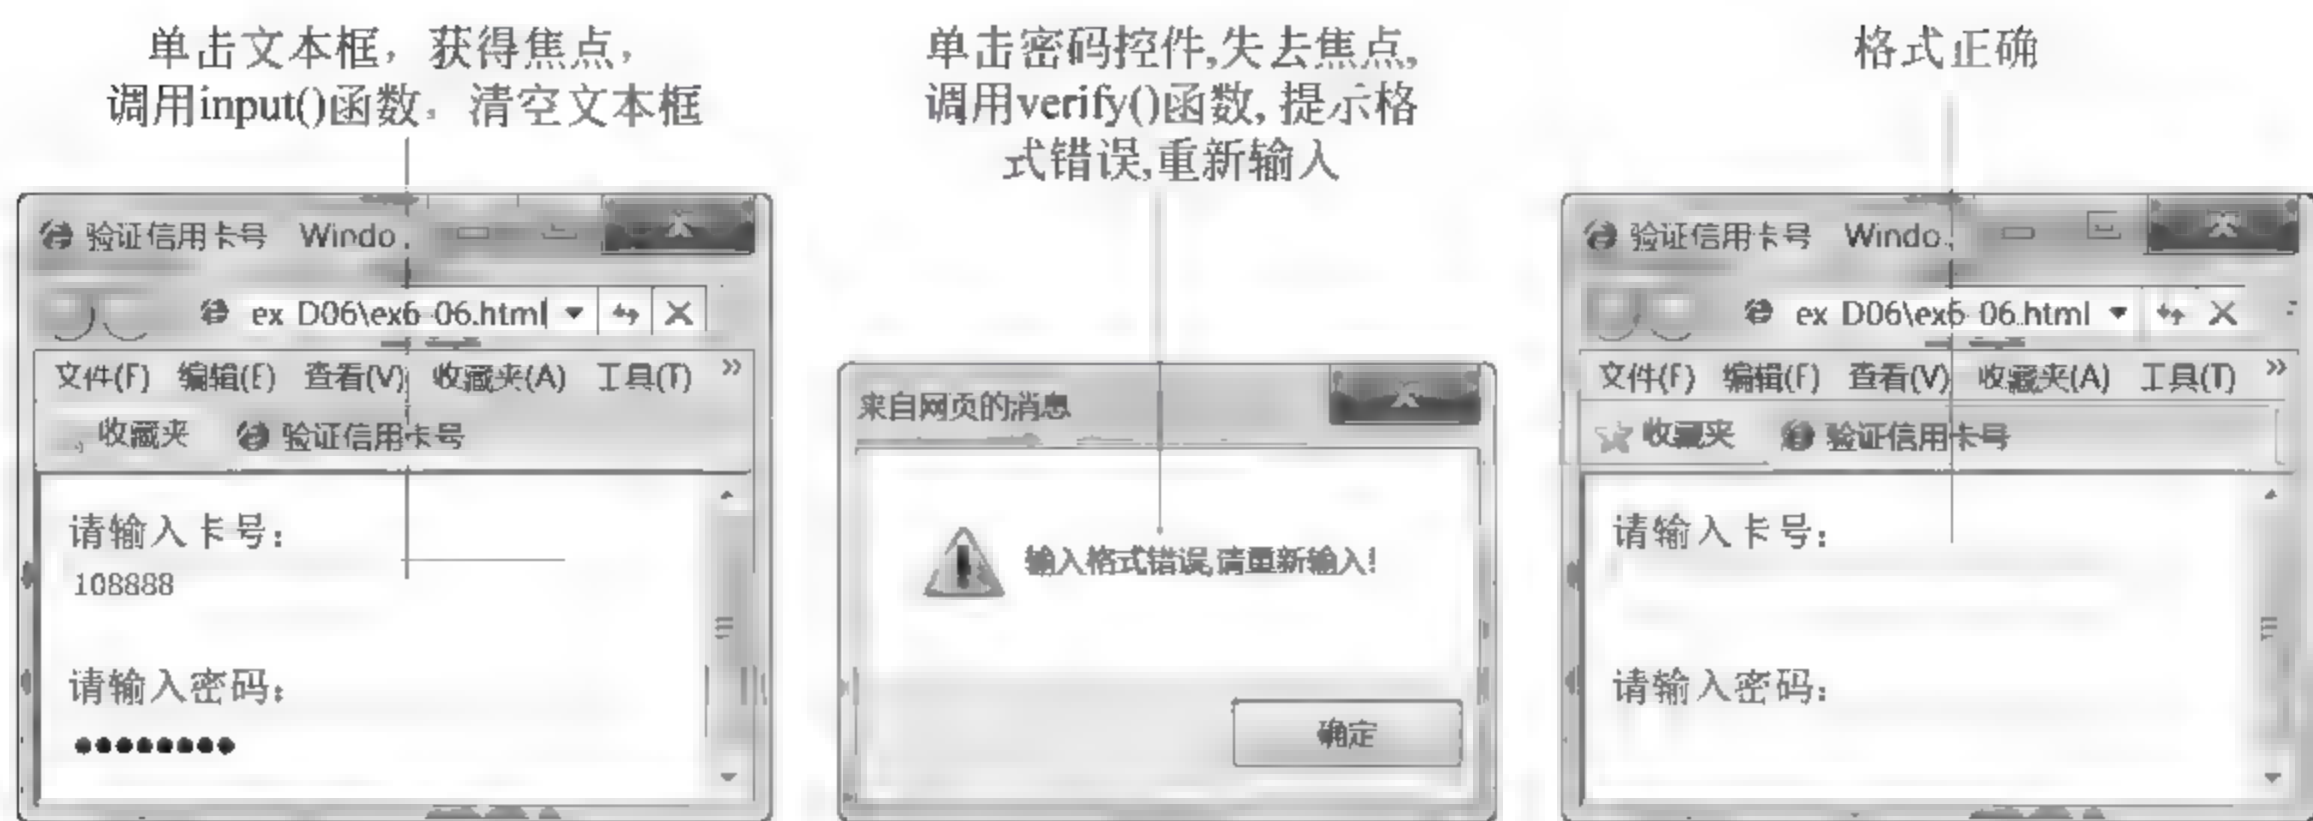 单击文本框，获得焦点，
调用input()函数，清空文本框
单击密码控件,失去焦点,
调用verify()函数,提示格
式错误,重新输入
格式正确
验证信用卡号 Windo
ex D06\ex6-06.html
文件(F) 编辑(E) 查看(V) 收藏夹(A) 工具(T) »
收藏夹 验证信用卡号
请输入卡号：
108888
请输入密码：
●●●●●●●●
来自网页的消息
输入格式错误,请重新输入!
确定
验证信用卡号 Windo
ex D06\ex6-06.html
文件(F) 编辑(E) 查看(V) 收藏夹(A) 工具(T) »
收藏夹 验证信用卡号
请输入卡号：
请输入密码：